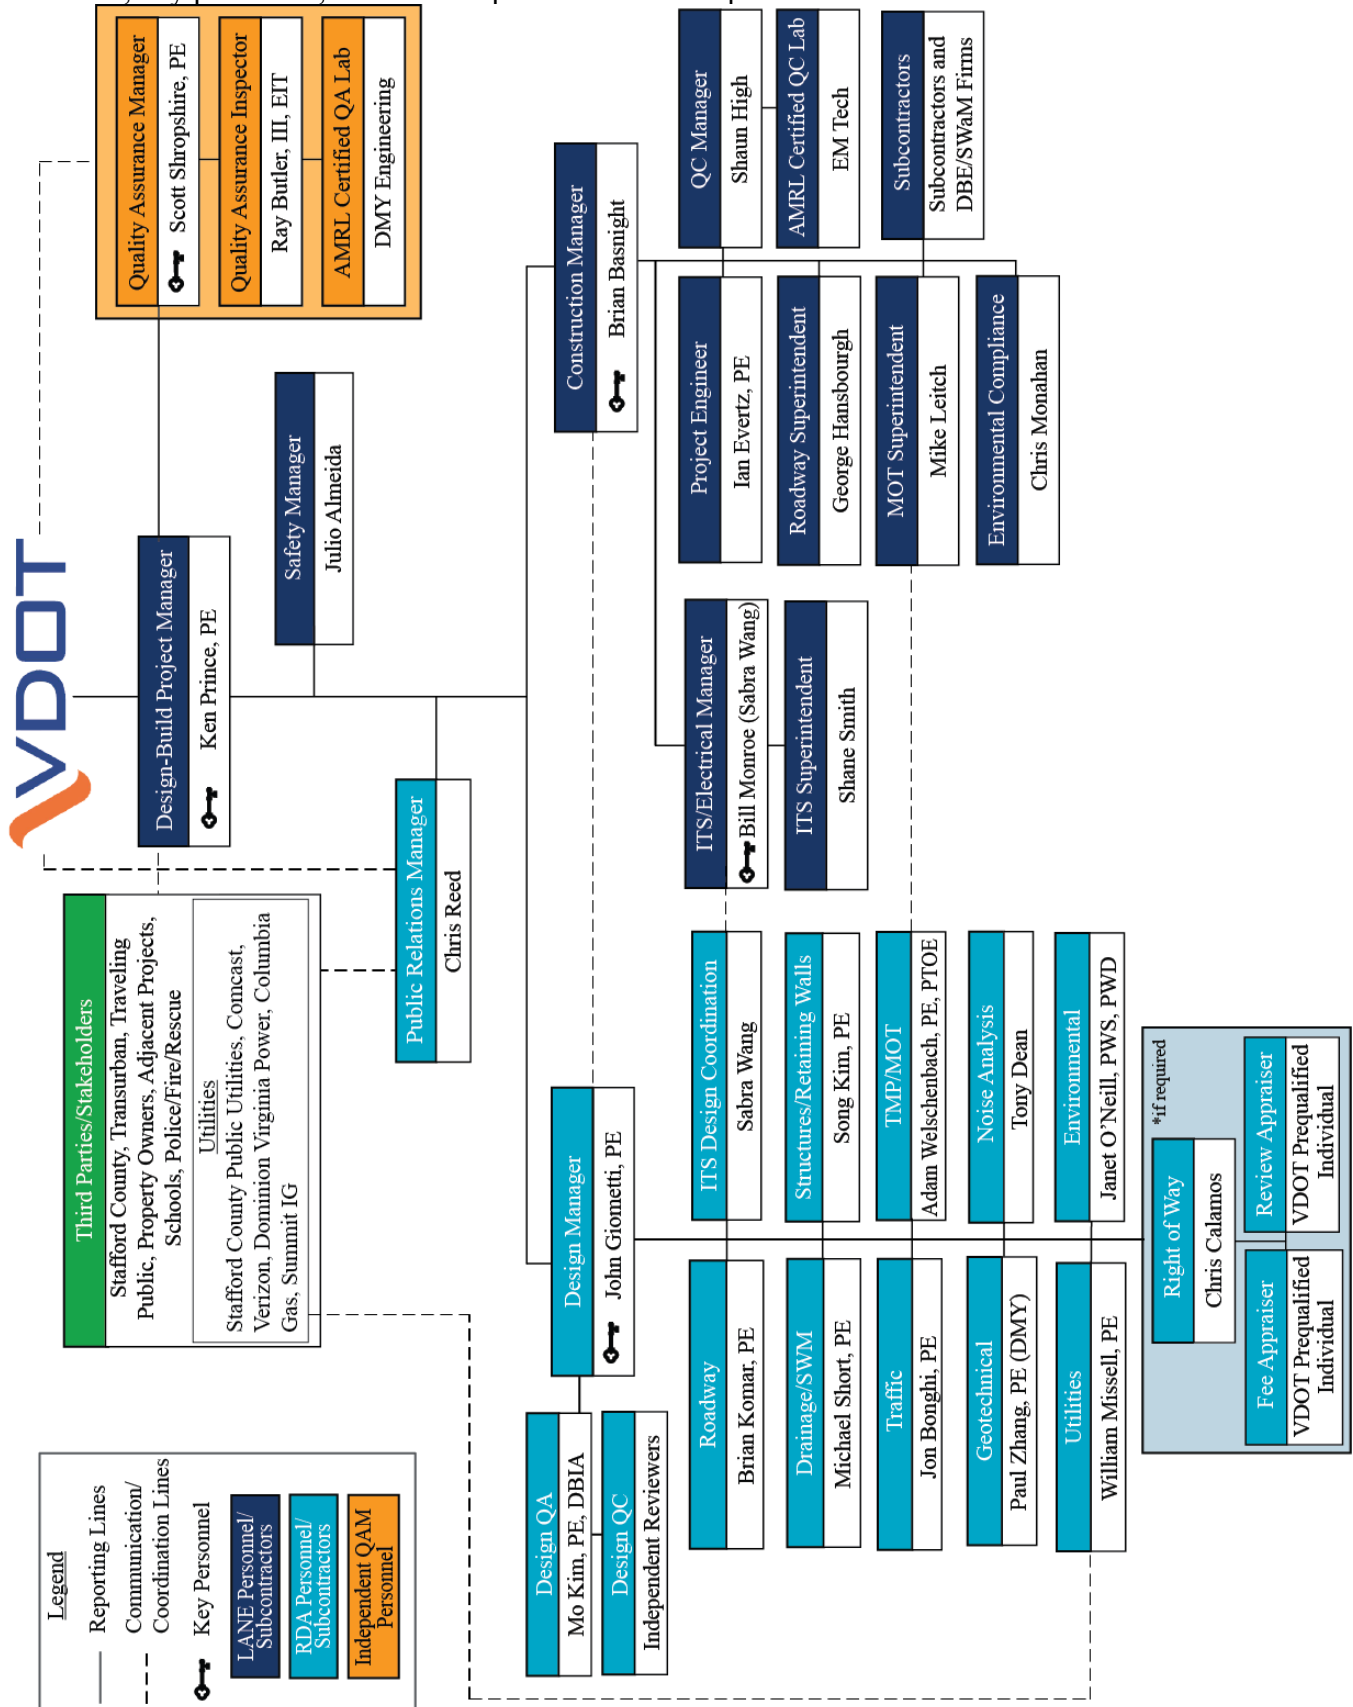 VDOT
Legend
Reporting Lines
Communication/
Coordination Lines
Key Personnel
LANE Personnel/
Subcontractors
RDA Personnel/
Subcontractors
Independent QAM
Personnel
Third Parties/Stakeholders
Stafford County, Transurban, Traveling
Public, Property Owners, Adjacent Projects,
Schools, Police/Fire/Rescue
Utilities
Stafford County Public Utilities, Comcast,
Verizon, Dominion Virginia Power, Columbia
Gas, Summit IG
Design-Build Project Manager
Ken Prince, PE
Quality Assurance Manager
Scott Shropshire, PE
Quality Assurance Inspector
Ray Butler, III, EIT
AMRL Certified QA Lab
DMY Engineering
Safety Manager
Julio Almeida
Public Relations Manager
Chris Reed
Design Manager
John Giometti, PE
Construction Manager
Brian Basnight
Design QA
Mo Kim, PE, DBIA
Design QC
Independent Reviewers
Roadway
Brian Komar, PE
Drainage/SWM
Michael Short, PE
Traffic
Jon Bonghi, PE
Geotechnical
Paul Zhang, PE (DMY)
Utilities
William Missell, PE
ITS Design Coordination
Sabra Wang
Structures/Retaining Walls
Song Kim, PE
TMP/MOT
Adam Welschenbach, PE, PTOE
Noise Analysis
Tony Dean
Environmental
Janet O'Neill, PWS, PWD
*if required
Right of Way
Chris Calamos
Fee Appraiser
VDOT Prequalified
Individual
Review Appraiser
VDOT Prequalified
Individual
ITS/Electrical Manager
Bill Monroe (Sabra Wang)
ITS Superintendent
Shane Smith
Project Engineer
Ian Evertz, PE
Roadway Superintendent
George Hansbourgh
MOT Superintendent
Mike Leitch
Environmental Compliance
Chris Monahan
QC Manager
Shaun High
AMRL Certified QC Lab
EM Tech
Subcontractors
Subcontractors and
DBE/SWaM Firms